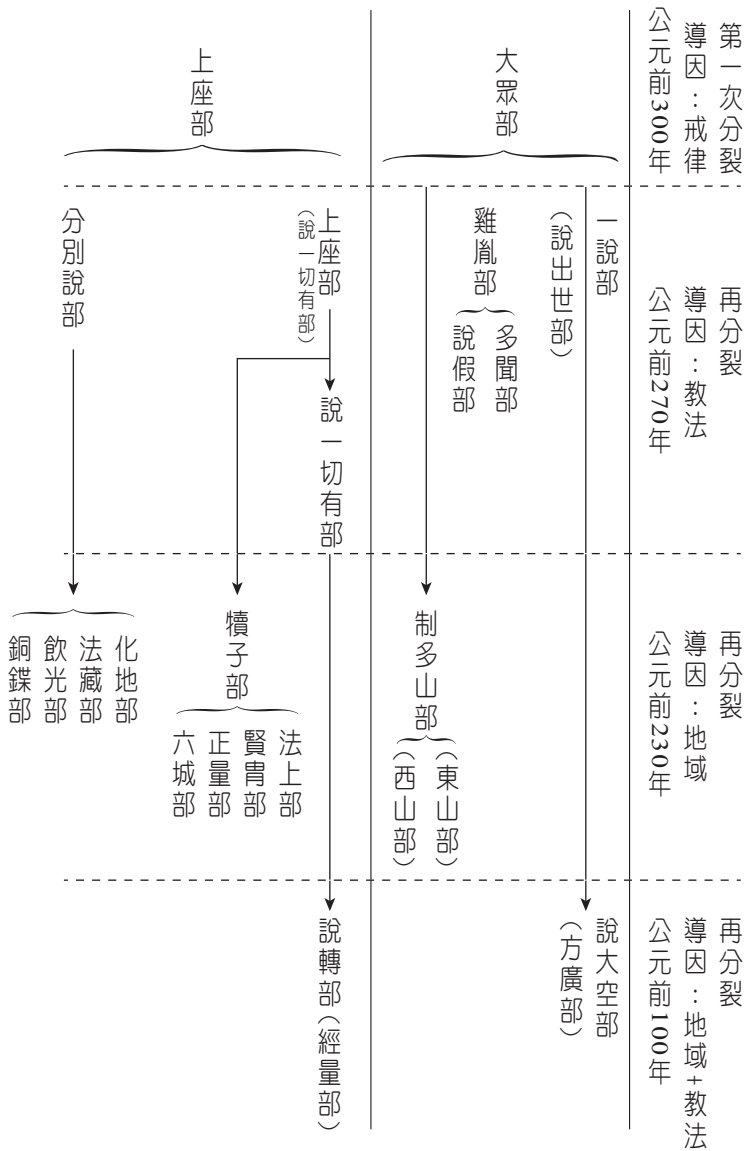 第一次分裂
導因：戒律
公元前300年
再分裂
導因：教法
公元前270年
再分裂
導因：地域
公元前230年
再分裂
導因：地域+教法
公元前100年
大眾部
一說部
（說出世部）
雞胤部
多聞部
說假部
制多山部
（東山部）
（西山部）
說大空部
（方廣部）
上座部
上座部
（說一切有部）
說一切有部
犢子部
法上部
賢胄部
正量部
六城部
說轉部（經量部）
分別說部
化地部
法藏部
飲光部
銅鍱部